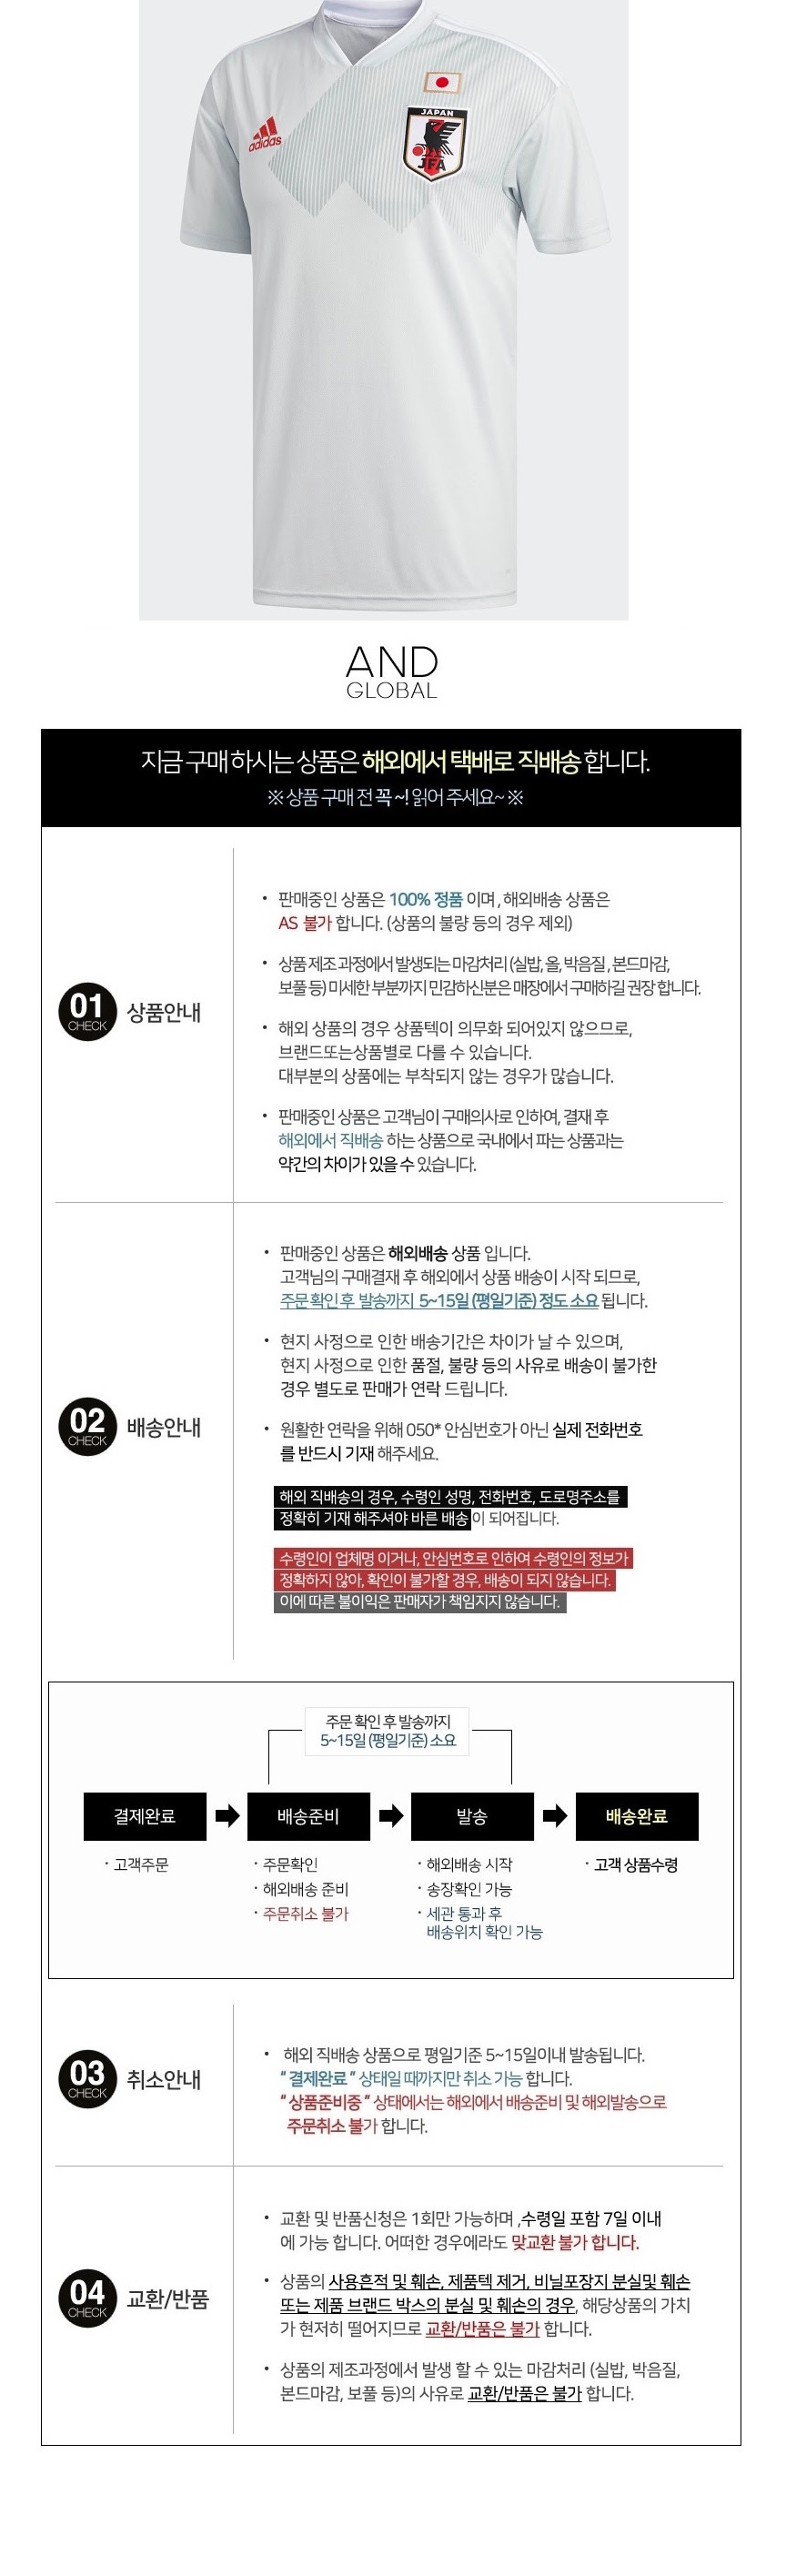 adidas
JAPAN
JFA
AND
GLOBAL
지금 구매 하시는 상품은 해외에서 택배로 직배송 합니다.
※ 상품 구매 전 꼭 ~! 읽어 주세요~ ※
01
CHECK
상품안내
• 판매중인 상품은 100% 정품 이며 , 해외배송 상품은
AS 불가 합니다. (상품의 불량 등의 경우 제외)
• 상품 제조 과정에서 발생되는 마감처리 (실밥, 올, 박음질 , 본드마감,
보풀 등) 미세한 부분까지 민감하신분은 매장에서 구매하길 권장 합니다.
• 해외 상품의 경우 상품텍이 의무화 되어있지 않으므로,
브랜드또는상품별로 다를 수 있습니다.
대부분의 상품에는 부착되지 않는 경우가 많습니다.
• 판매중인 상품은 고객님이 구매의사로 인하여, 결재 후
해외에서 직배송 하는 상품으로 국내에서 파는 상품과는
약간의 차이가 있을 수 있습니다.
02
CHECK
배송안내
• 판매중인 상품은 해외배송 상품 입니다.
고객님의 구매결재 후 해외에서 상품 배송이 시작 되므로,
주문 확인 후 발송까지 5~15일 (평일기준) 정도 소요 됩니다.
• 현지 사정으로 인한 배송기간은 차이가 날 수 있으며,
현지 사정으로 인한 품절, 불량 등의 사유로 배송이 불가한
경우 별도로 판매가 연락 드립니다.
• 원활한 연락을 위해 050* 안심번호가 아닌 실제 전화번호
를 반드시 기재 해주세요.
해외 직배송의 경우, 수령인 성명, 전화번호, 도로명주소를
정확히 기재 해주셔야 바른 배송이 되어집니다.
수령인이 업체명 이거나, 안심번호로 인하여 수령인의 정보가
정확하지 않아, 확인이 불가할 경우, 배송이 되지 않습니다.
이에 따른 불이익은 판매자가 책임지지 않습니다.
주문 확인 후 발송까지
5~15일 (평일기준) 소요
결제완료
배송준비
발송
배송완료
· 고객주문
· 주문확인
· 해외배송 준비
· 주문취소 불가
· 해외배송 시작
· 송장확인 가능
· 세관 통과 후
배송위치 확인 가능
· 고객 상품수령
03
CHECK
취소안내
• 해외 직배송 상품으로 평일기준 5~15일이내 발송됩니다.
“ 결제완료 ” 상태일 때까지만 취소 가능 합니다.
“ 상품준비중 ” 상태에서는 해외에서 배송준비 및 해외발송으로
주문취소 불가 합니다.
04
CHECK
교환/반품
• 교환 및 반품신청은 1회만 가능하며 ,수령일 포함 7일 이내
에 가능 합니다. 어떠한 경우에라도 맞교환 불가 합니다.
• 상품의 사용흔적 및 훼손, 제품텍 제거, 비닐포장지 분실및 훼손
또는 제품 브랜드 박스의 분실 및 훼손의 경우, 해당상품의 가치
가 현저히 떨어지므로 교환/반품은 불가 합니다.
• 상품의 제조과정에서 발생 할 수 있는 마감처리 (실밥, 박음질,
본드마감, 보풀 등)의 사유로 교환/반품은 불가 합니다.